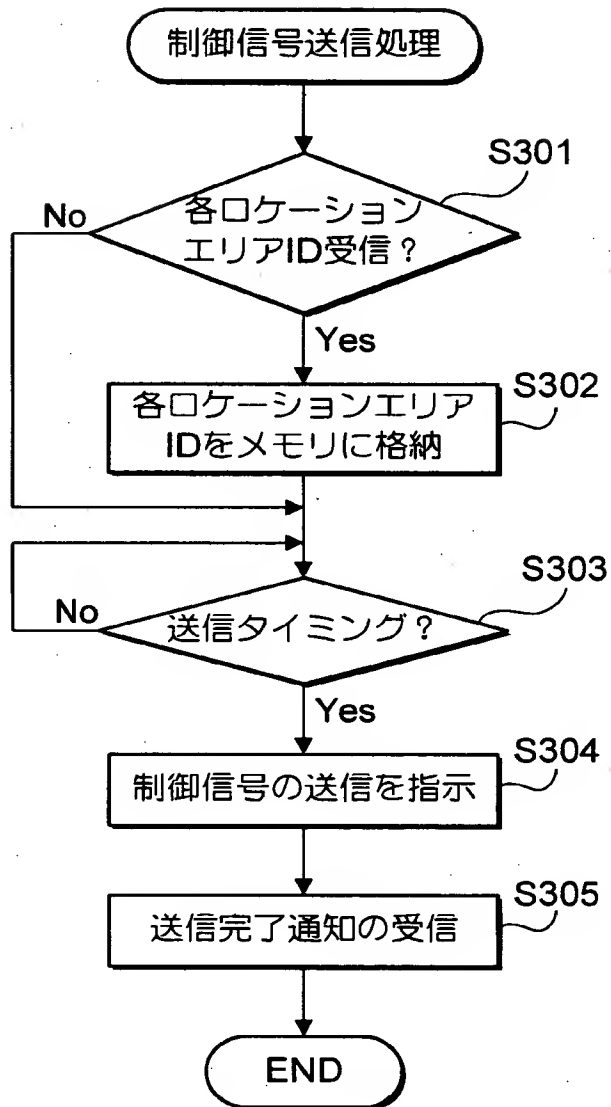 制御信号送信処理
S301
No
各ロケーション
エリアID受信?
Yes
S302
各ロケーションエリア
IDをメモリに格納
S303
No
送信タイミング?
Yes
S304
制御信号の送信を指示
S305
送信完了通知の受信
END